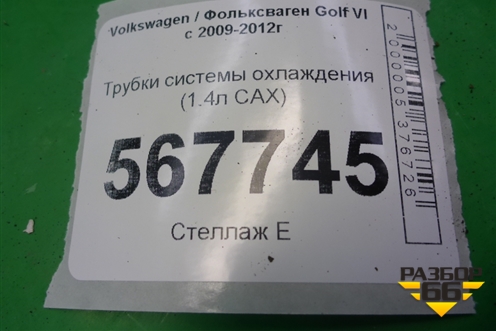 Volkswagen / Фольксваген Golf VI
с 2009-2012г
Трубки системы охлаждения
(1.4л CAX)
567745
Стеллаж Е
2000005376726
РАЗБОР
66